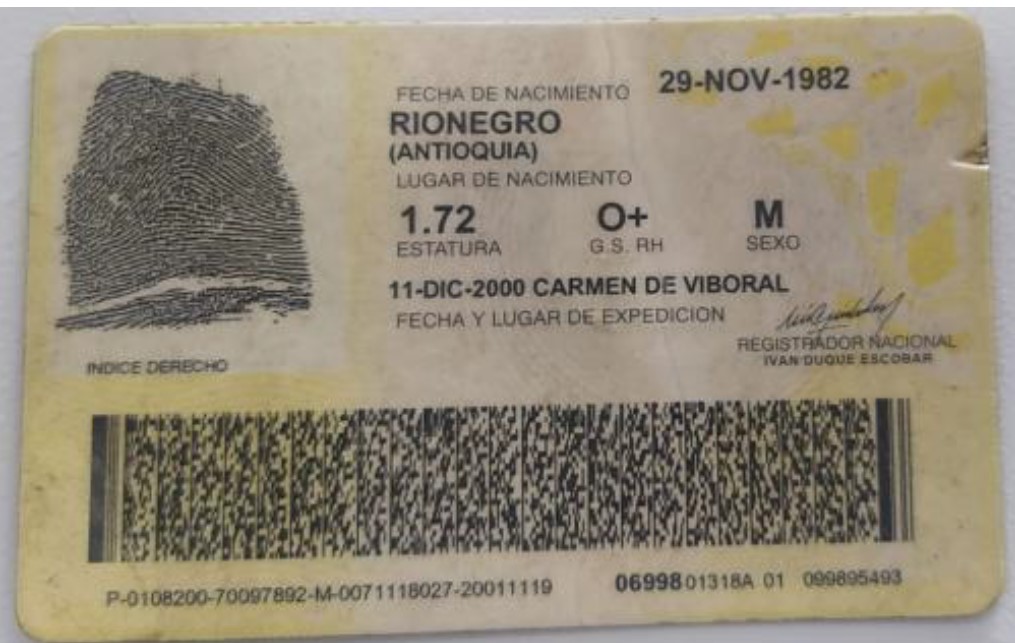 FECHA DE NACIMIENTO 29-NOV-1982
RIONEGRO
(ANTIOQUIA)
LUGAR DE NACIMIENTO
1.72 O+ M
ESTATURA G.S. RH SEXO
11-DIC-2000 CARMEN DE VIBORAL
FECHA Y LUGAR DE EXPEDICION
REGISTRADOR NACIONAL
IVAN DUQUE ESCOBAR
INDICE DERECHO
P-0108200-70097892-M-0071118027-20011119 06998 01318A 01 099895493